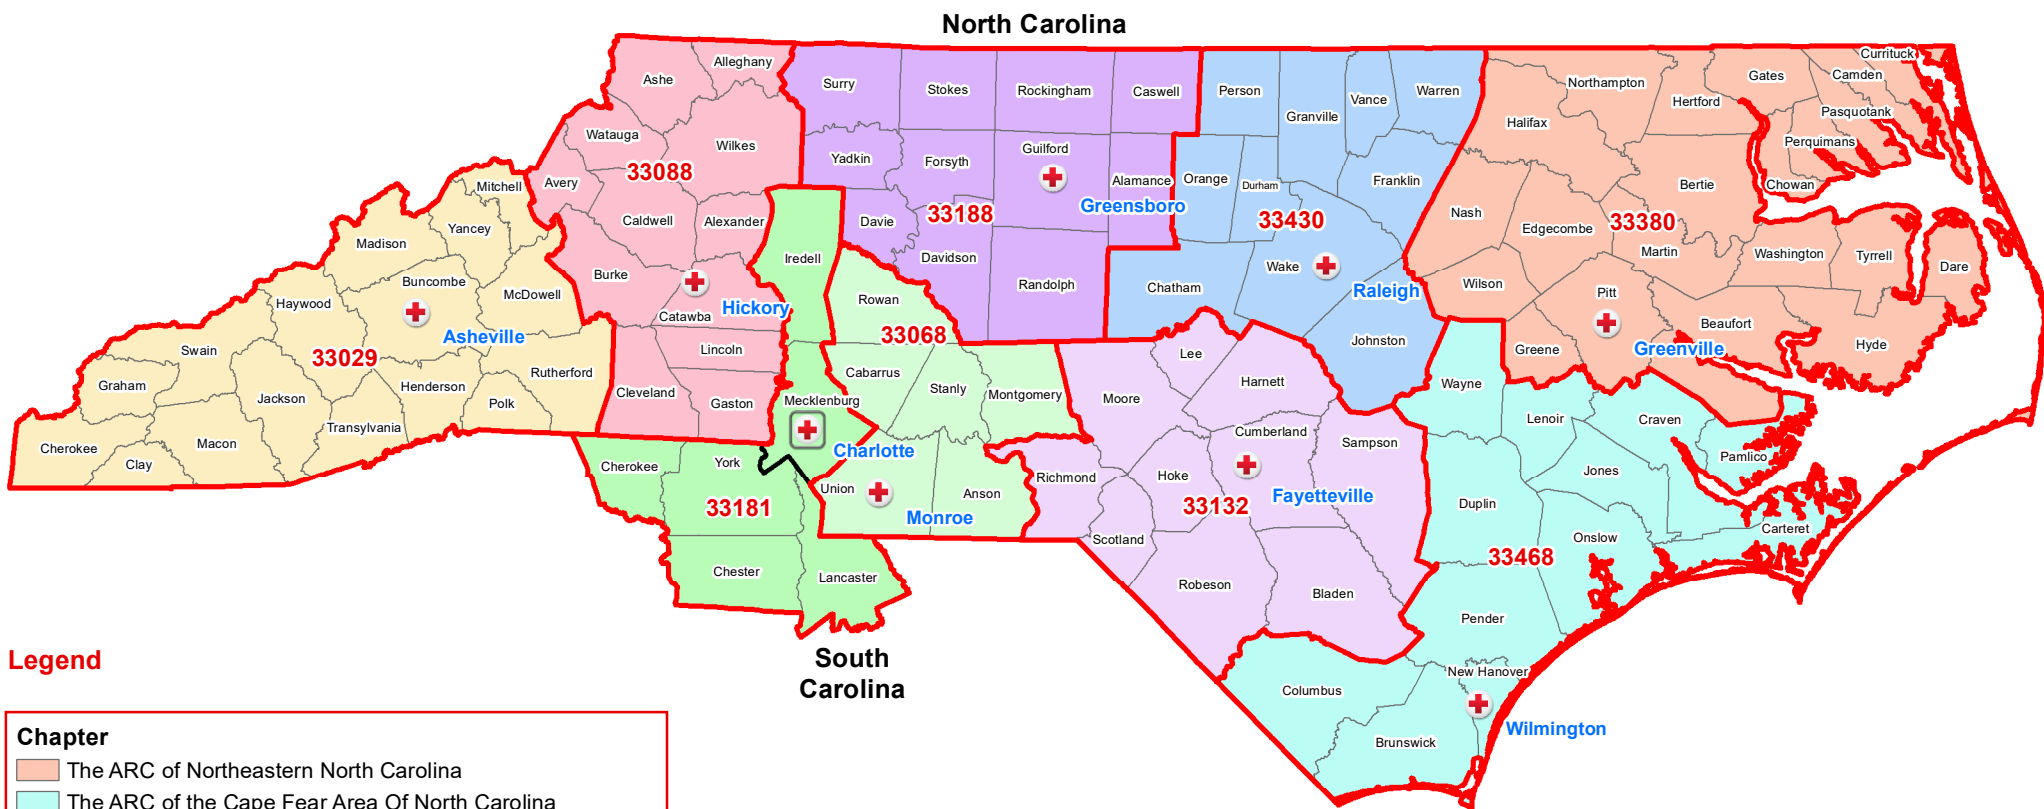 North Carolina
Ashe
Alleghany
Surry
Stokes
Rockingham
Caswell
Person
Granville
Vance
Warren
Northampton
Hertford
Gates
Camden
Currituck
Pasquotank
Perquimans
Chowan
Halifax
Bertie
Watauga
Wilkes
33088
Avery
Caldwell
Alexander
Burke
Catawba
Hickory
Lincoln
Cleveland
Gaston
Yadkin
Forsyth
Guilford
Alamance
Greensboro
33188
Davie
Davidson
Randolph
Orange
Durham
Franklin
33430
Wake
Raleigh
Chatham
Johnston
Nash
Edgecombe
33380
Martin
Washington
Tyrrell
Dare
Wilson
Pitt
Greenville
Beaufort
Hyde
Greene
Mitchell
Yancey
Madison
Buncombe
McDowell
Haywood
Asheville
33029
Swain
Graham
Jackson
Henderson
Rutherford
Polk
Transylvania
Macon
Cherokee
Clay
Iredell
Rowan
33068
Cabarrus
Stanly
Montgomery
Mecklenburg
Charlotte
Union
Monroe
Anson
Cherokee
York
33181
Chester
Lancaster
Lee
Harnett
Moore
Cumberland
Sampson
Hoke
Richmond
Fayetteville
33132
Scotland
Robeson
Bladen
Wayne
Lenoir
Craven
Pamlico
Jones
Duplin
Carteret
Onslow
33468
Pender
New Hanover
Columbus
Brunswick
Wilmington
South
Carolina
Legend
Chapter
The ARC of Northeastern North Carolina
The ARC of the Cape Fear Area Of North Carolina